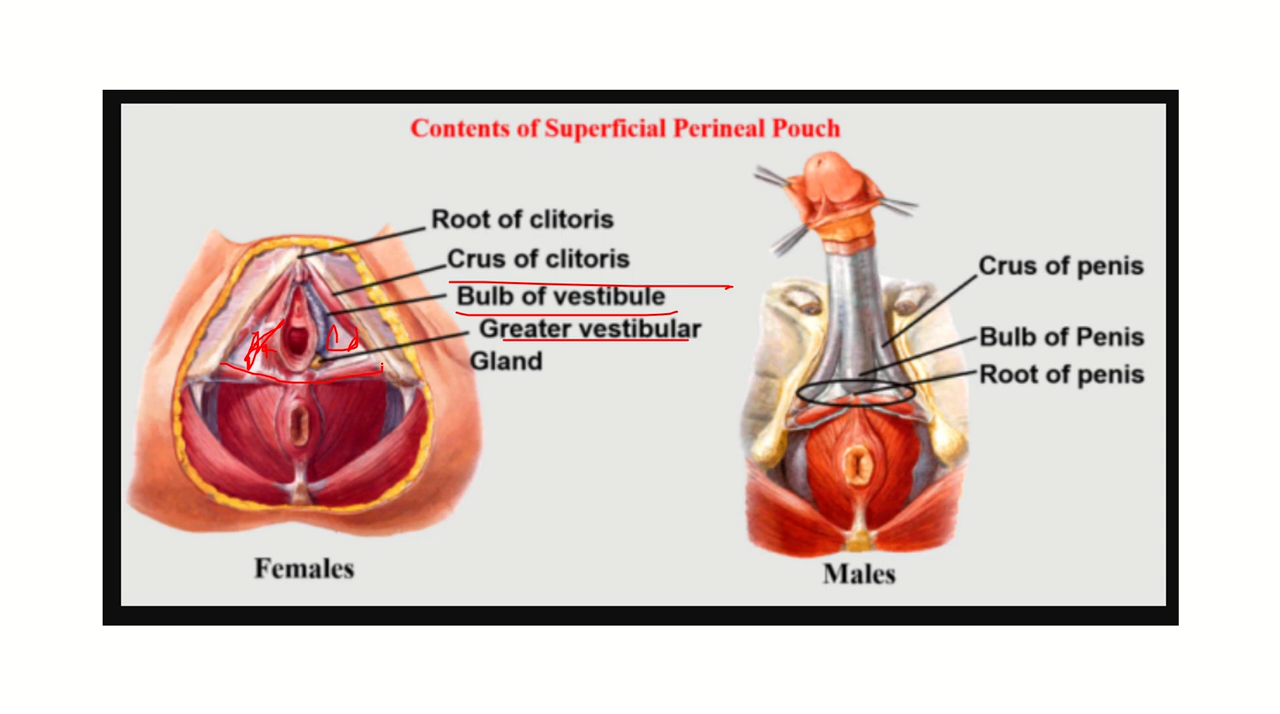 Contents of Superficial Perineal Pouch
Root of clitoris
Crus of clitoris
Bulb of vestibule
Greater vestibular
Gland
Crus of penis
Bulb of Penis
Root of penis
Females
Males